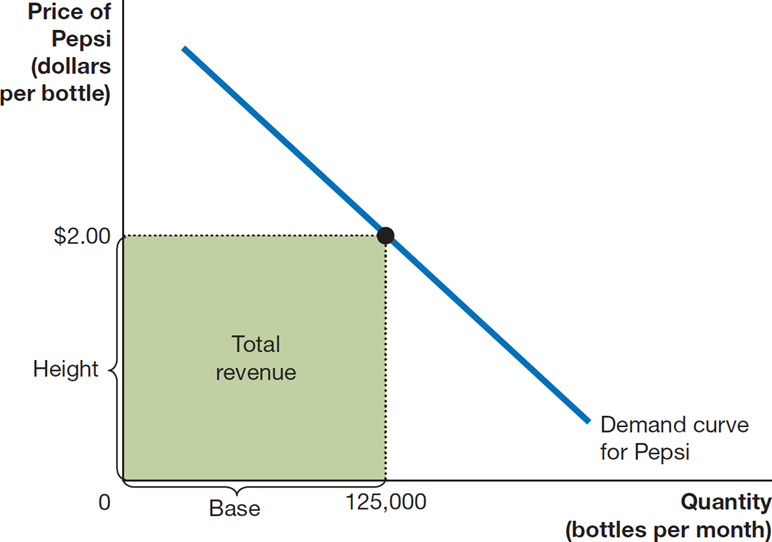 Price of
Pepsi
(dollars
per bottle)
$2.00
Total
revenue
Height
Demand curve
for Pepsi
0
Base
125,000
Quantity
(bottles per month)